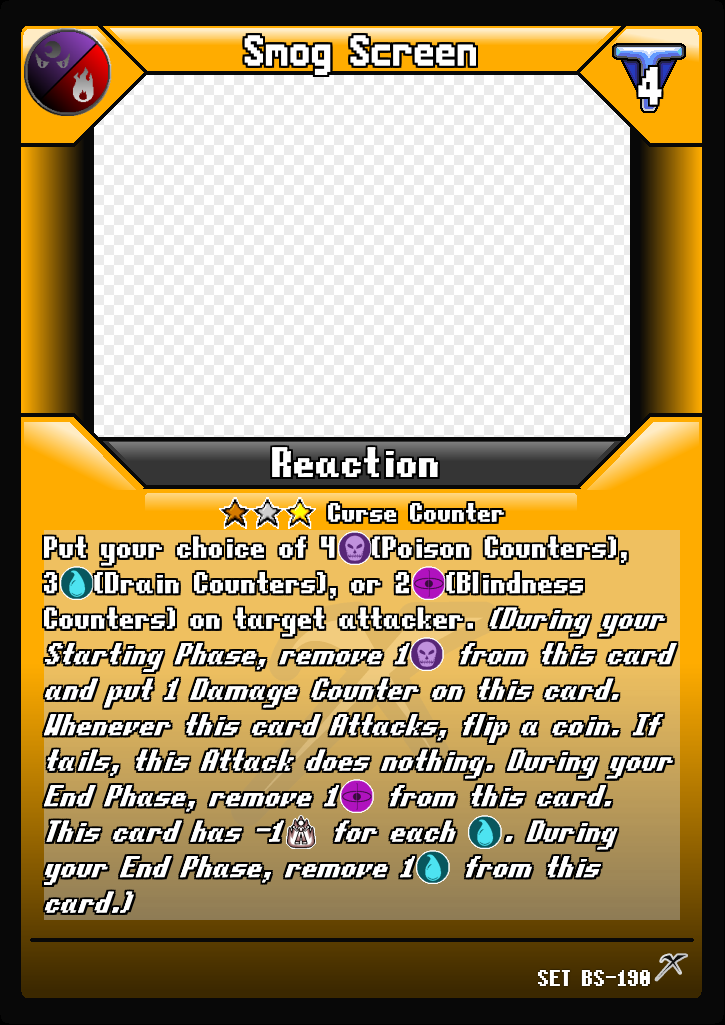 Smog Screen
4
Reaction
Curse Counter
Put your choice of 4(Poison Counters),
3(Drain Counters), or 2(Blindness
Counters) on target attacker. (During your
Starting Phase, remove 1 from this card
and put 1 Damage Counter on this card.
Whenever this card Attacks, flip a coin. If
tails, this Attack does nothing. During your
End Phase, remove 1 from this card.
This card has -1 for each . During
your End Phase, remove 1 from this
card.)
SET BS-190